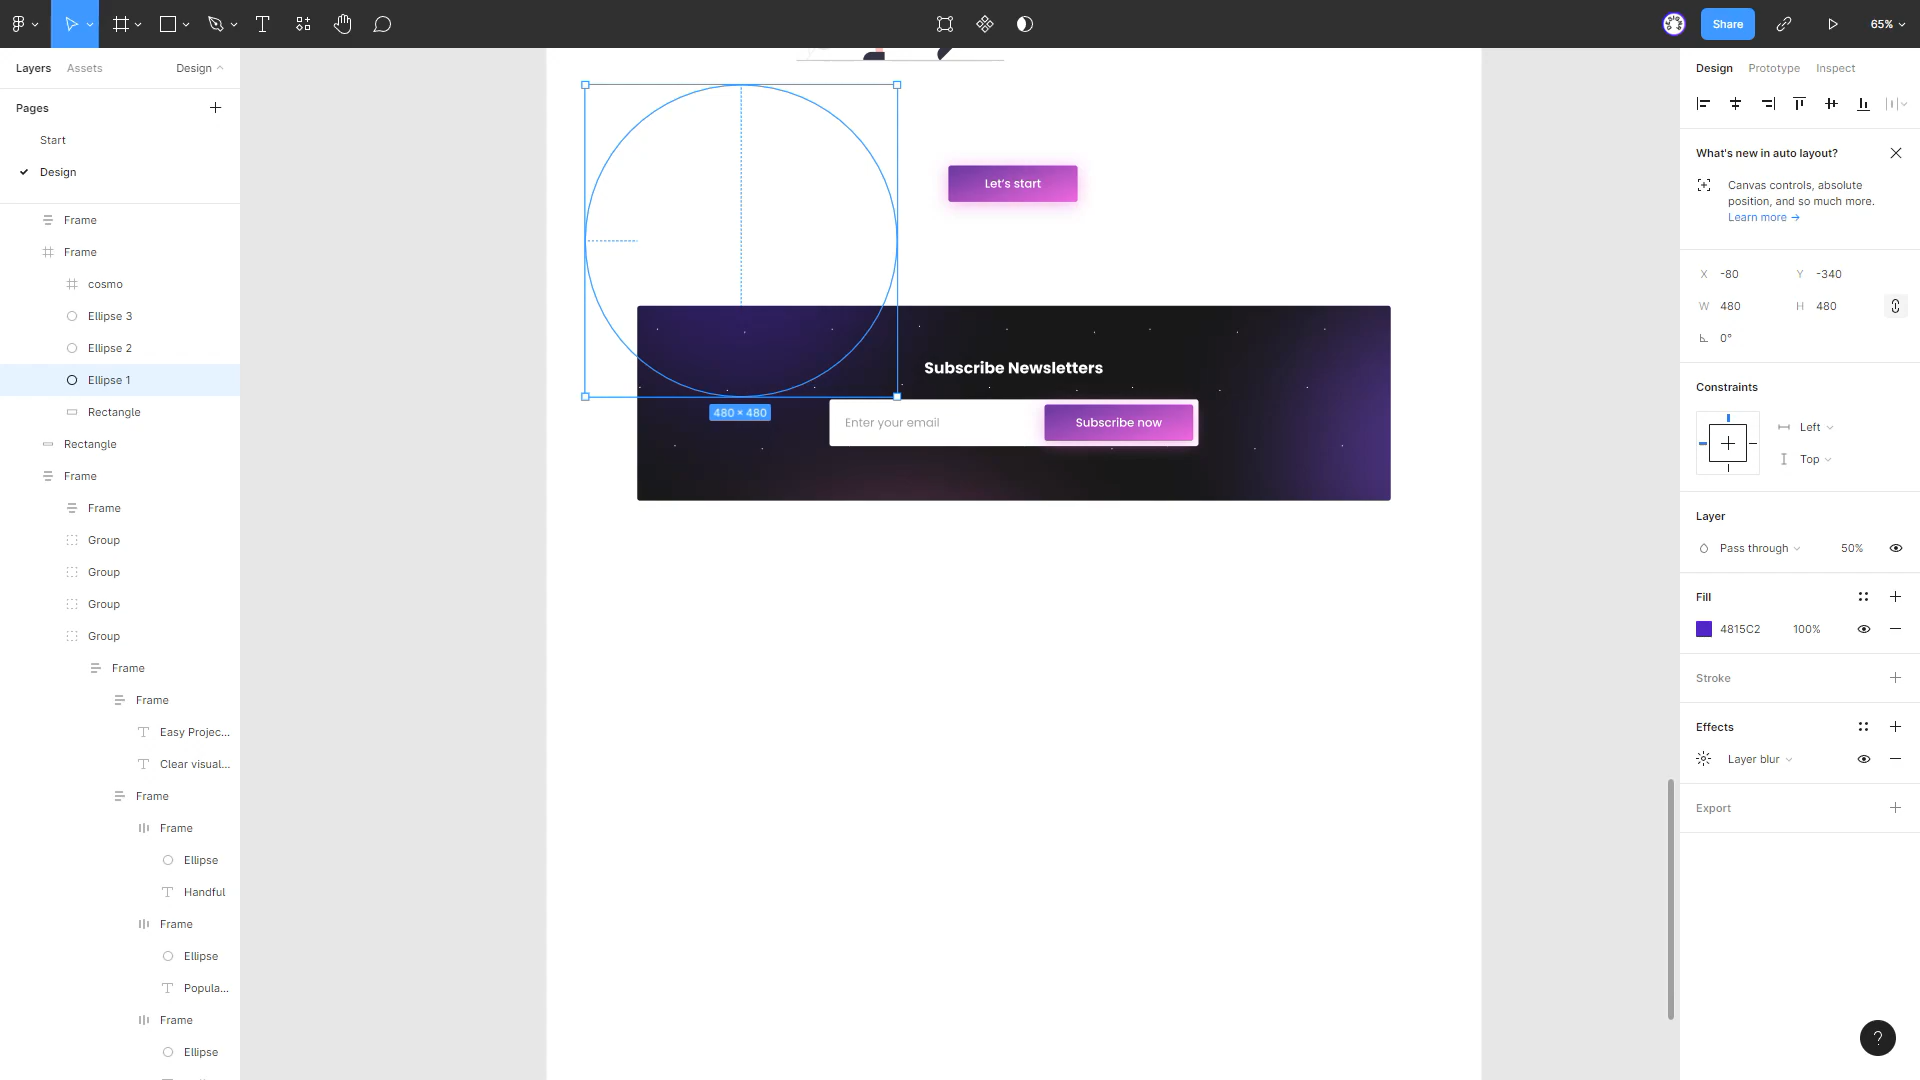 Share
65%
Layers
Assets
Design
Pages
Start
Design
Frame
Frame
cosmo
Ellipse 3
Ellipse 2
Ellipse 1
Rectangle
Rectangle
Frame
Frame
Group
Group
Group
Group
Frame
Frame
Easy Projec...
Clear visual...
Frame
Frame
Ellipse
Handful
Frame
Ellipse
Popula...
Frame
Ellipse
Let's start
Subscribe Newsletters
480 × 480
Enter your email
Subscribe now
Design
Prototype
Inspect
What's new in auto layout?
Canvas controls, absolute
position, and so much more.
Learn more →
X -80
Y -340
W 480
H 480
0°
Constraints
Left
Top
Layer
Pass through
50%
Fill
4815C2
100%
Stroke
Effects
Layer blur
Export
?